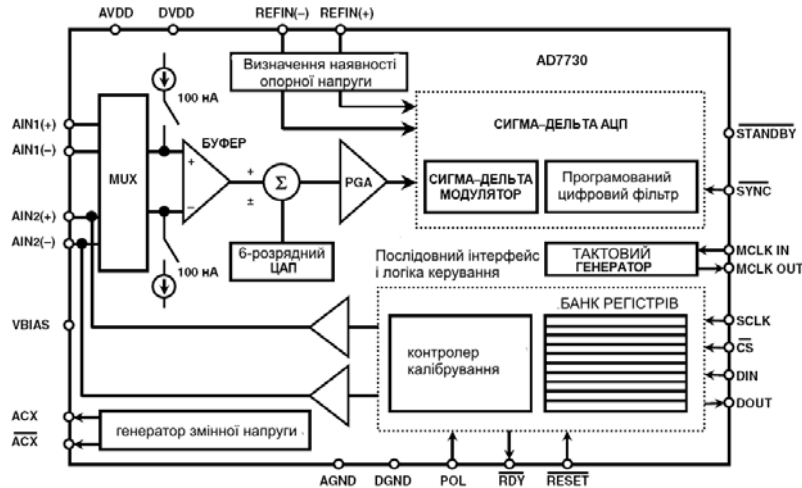 AVDD DVDD REFIN(–) REFIN(+)
Визначення наявності
опорної напруги
AD7730
100 нА
AIN1(+)
AIN1(–)
БУФЕР
MUX
СИГМА–ДЕЛЬТА АЦП
STANDBY
PGA
СИГМА–ДЕЛЬТА
МОДУЛЯТОР
Програмований
цифровий фільтр
SYNC
AIN2(+)
AIN2(–)
+
–
+
±
Σ
6-розрядний
ЦАП
100 нА
Послідовний інтерфейс
і логіка керування
ТАКТОВИЙ
ГЕНЕРАТОР
MCLK IN
MCLK OUT
VBIAS
БАНК РЕГІСТРІВ
контролер
калібрування
SCLK
CS
DIN
DOUT
ACX
ACX
генератор змінної напруги
AGND DGND POL RDY RESET